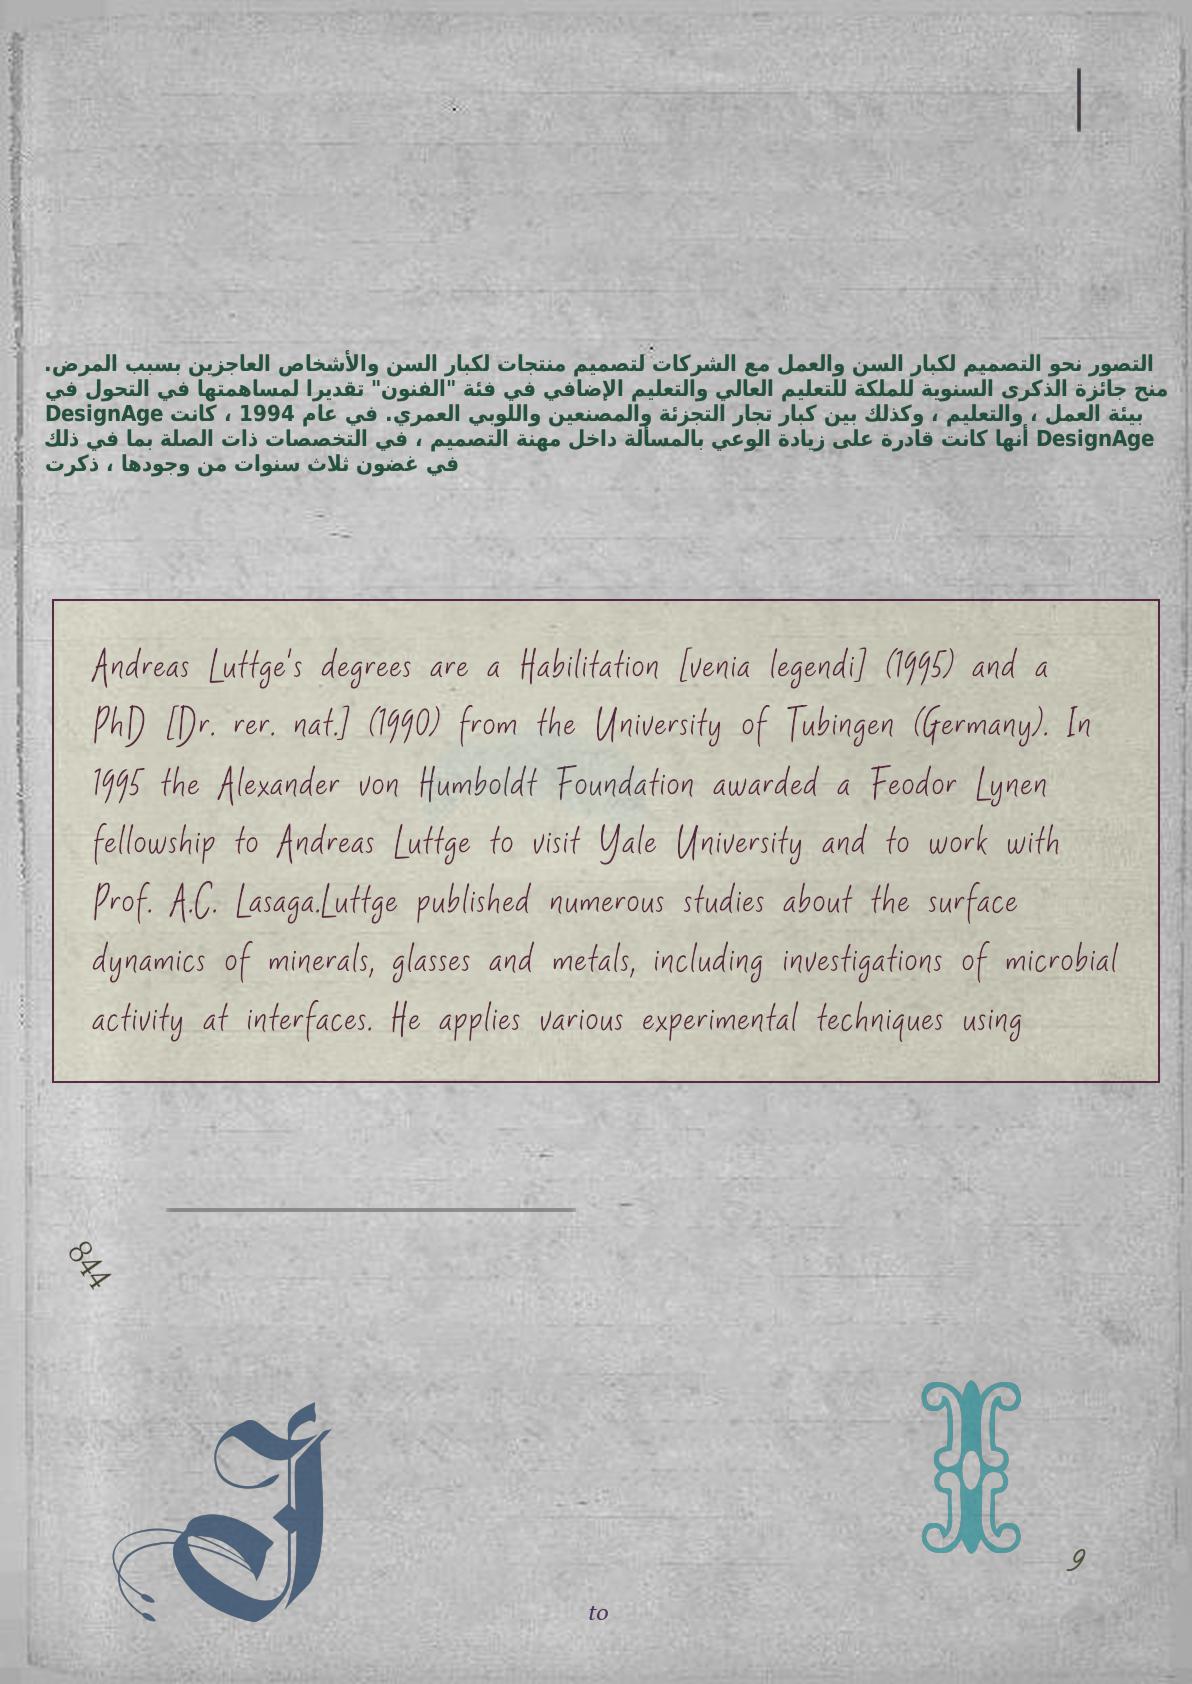 التصور نحو التصميم لكبار السن والعمل مع الشركات لتصميم منتجات لكبار السن والأشخاص العاجزين بسبب المرض.
منح جائزة الذكرى السنوية للملكة للتعليم العالي والتعليم الإضافي في فئة "الفنون" تقديرا لمساهمتها في التحول في
بيئة العمل ، والتعليم ، وكذلك بين كبار تجار التجزئة والمصنعين واللوبي العمري. في عام 1994 ، كانت DesignAge
DesignAge أنها كانت قادرة على زيادة الوعي بالمسألة داخل مهنة التصميم ، في التخصصات ذات الصلة بما في ذلك
في غضون ثلاث سنوات من وجودها ، ذكرت
Andreas Luttge's degrees are a Habilitation [venia legendi] (1995) and a
PhD [Dr. rer. nat.] (1990) from the University of Tubingen (Germany). In
1995 the Alexander von Humboldt Foundation awarded a Feodor Lynen
fellowship to Andreas Luttge to visit Yale University and to work with
Prof. A.C. Lasaga.Luttge published numerous studies about the surface
dynamics of minerals, glasses and metals, including investigations of microbial
activity at interfaces. He applies various experimental techniques using
844
J
I
9
to